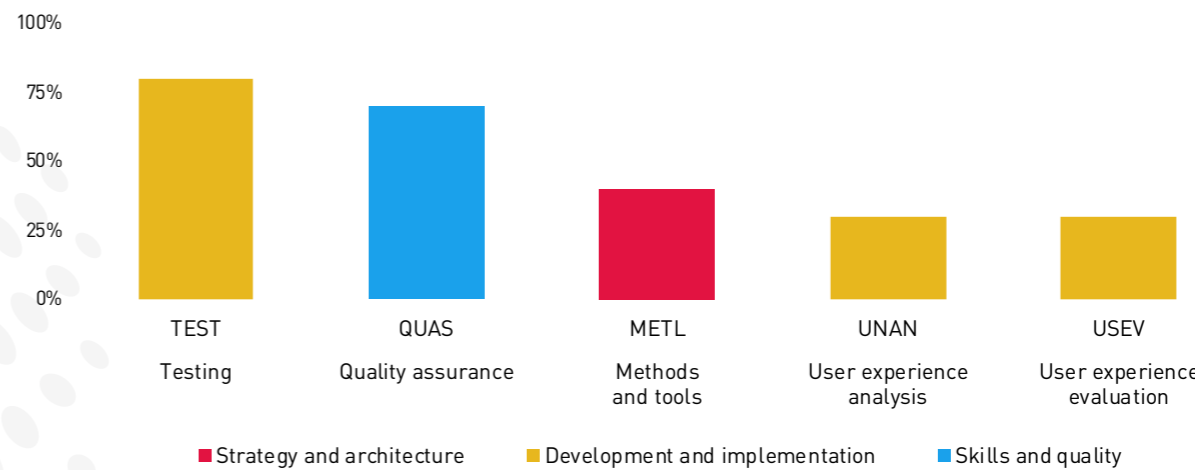 100%
75%
50%
25%
0%
TEST
QUAS
METL
UNAN
USEV
Testing
Quality assurance
Methods
and tools
User experience
analysis
User experience
evaluation
Strategy and architecture
Development and implementation
Skills and quality